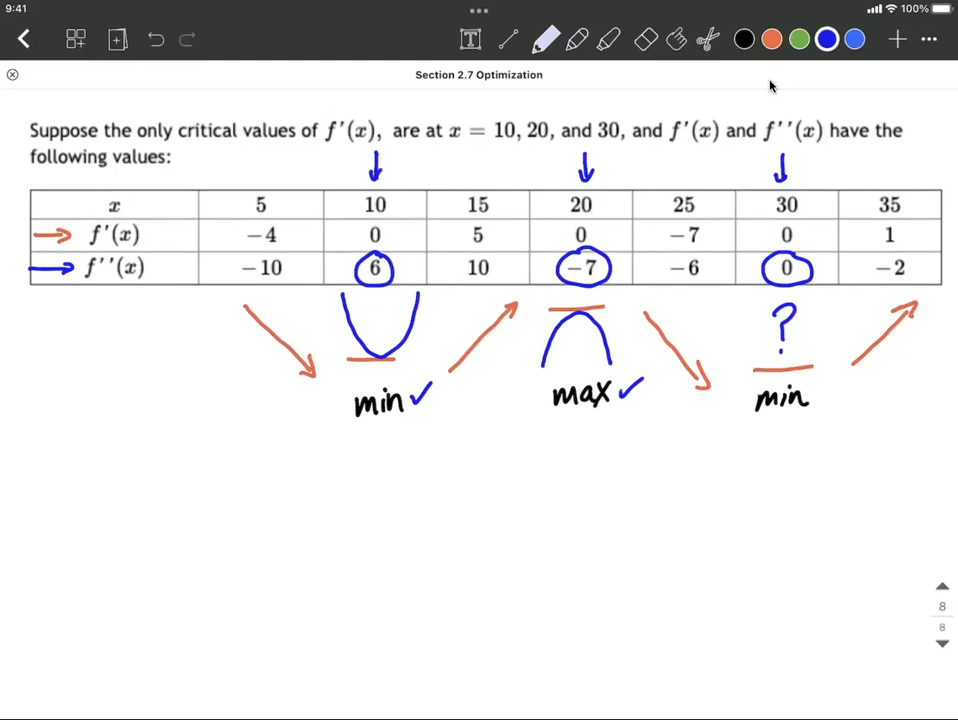 9:41
100%
Section 2.7 Optimization
Suppose the only critical values of f'(x), are at x = 10, 20, and 30, and f'(x) and f''(x) have the
following values:
x 5 10 15 20 25 30 35
f'(x) −4 0 5 0 −7 0 1
f''(x) −10 6 10 −7 −6 0 −2
?
min ✓ max ✓ min
8
8